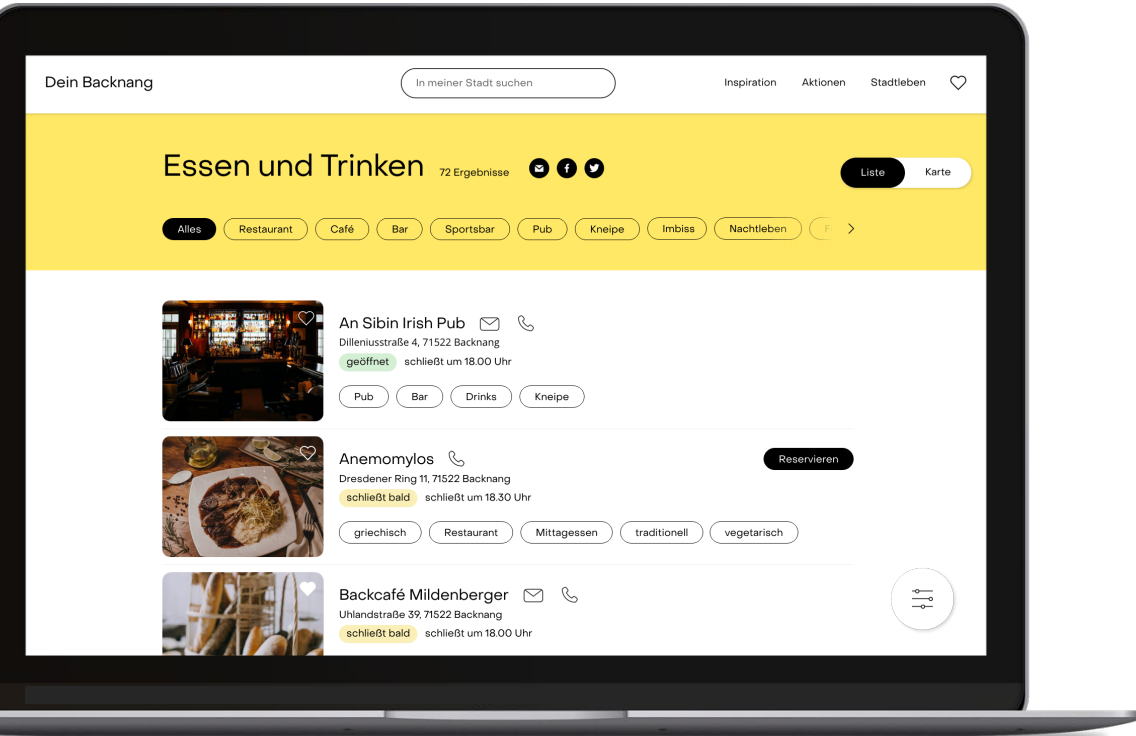 Dein Backnang
In meiner Stadt suchen
Inspiration Aktionen Stadtleben
Essen und Trinken 72 Ergebnisse
Liste Karte
Alles Restaurant Café Bar Sportsbar Pub Kneipe Imbiss Nachtleben F
An Sibin Irish Pub
Dilleniusstraße 4, 71522 Backnang
geöffnet schließt um 18.00 Uhr
Pub Bar Drinks Kneipe
Anemomylos
Reservieren
Dresdener Ring 11, 71522 Backnang
schließt bald schließt um 18.30 Uhr
griechisch Restaurant Mittagessen traditionell vegetarisch
Backcafé Mildenberger
Uhlandstraße 39, 71522 Backnang
schließt bald schließt um 18.00 Uhr